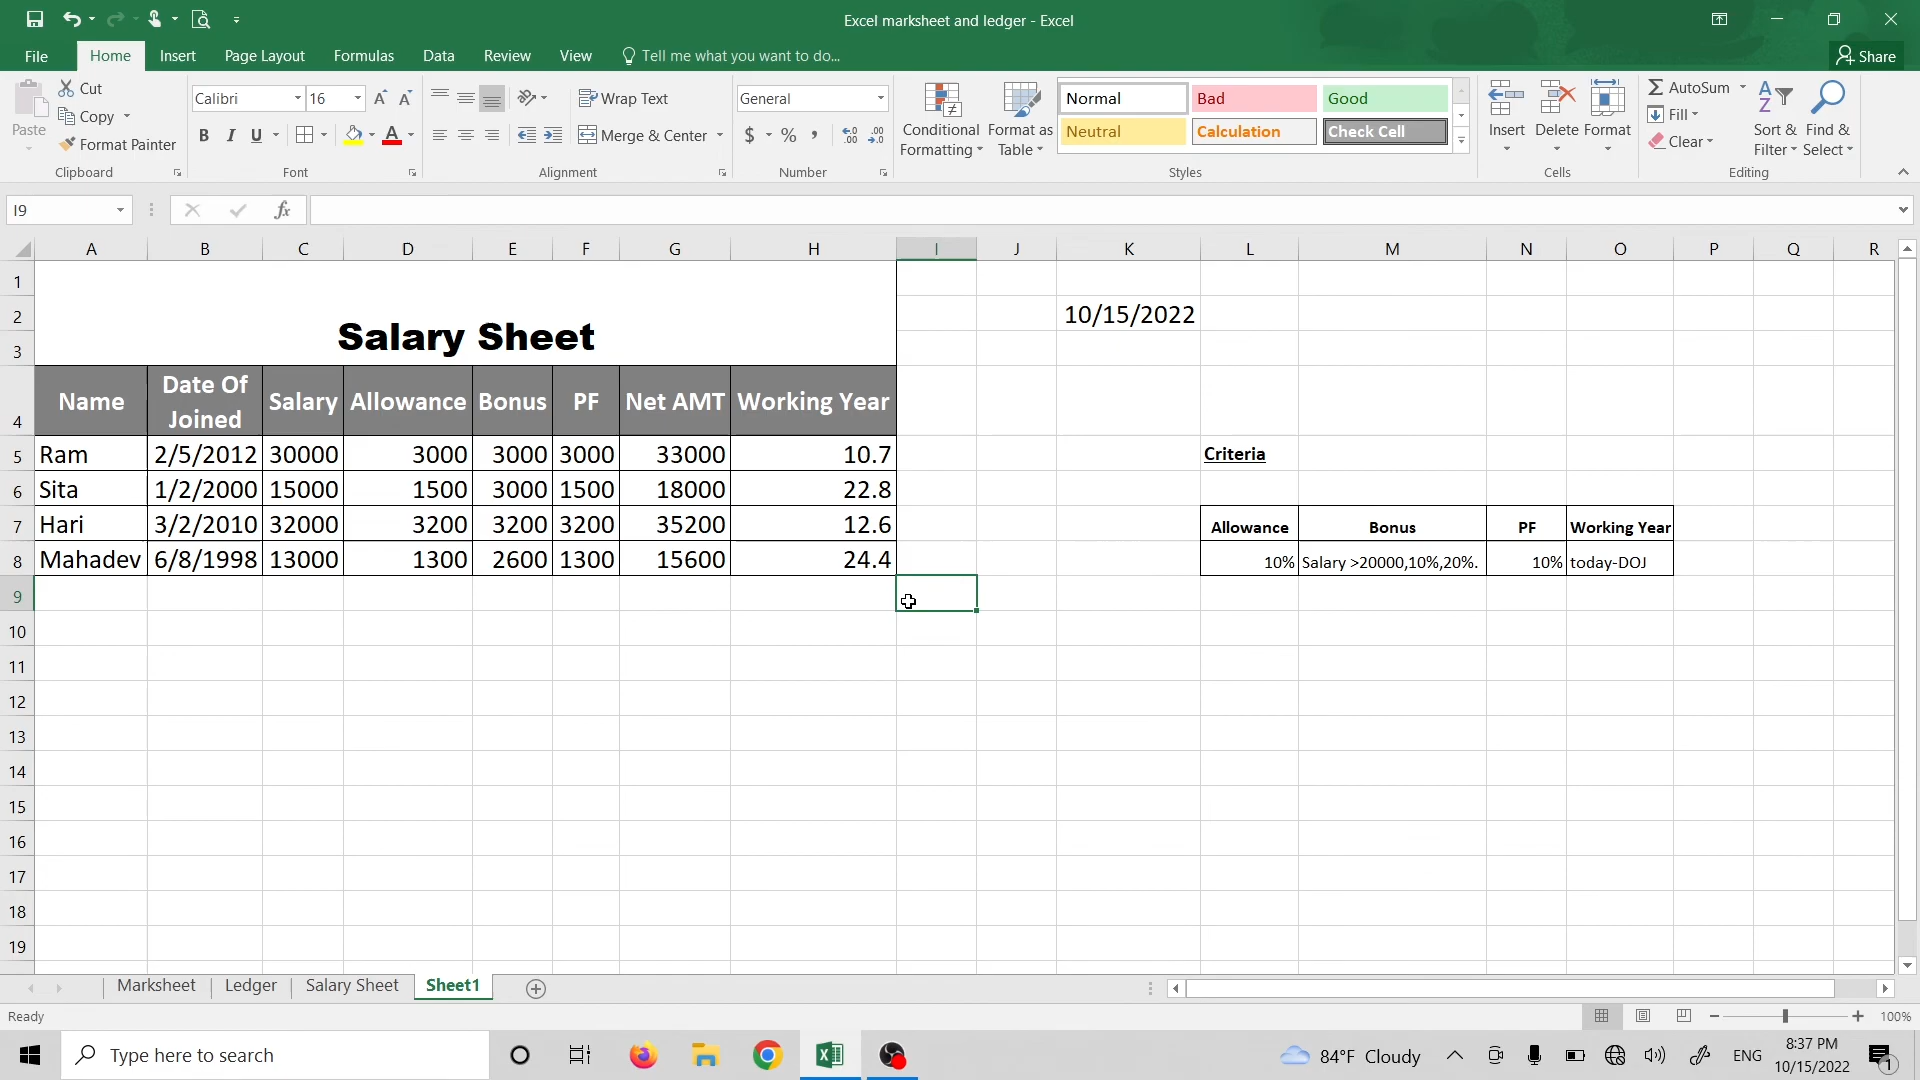 Excel marksheet and ledger - Excel
File Home Insert Page Layout Formulas Data Review View Tell me what you want to do... Share
Paste
Cut
Copy
Format Painter
Clipboard
Calibri 16
B I U
Font
Wrap Text
Merge & Center
Alignment
General
$ % ,
Number
Conditional Formatting
Format as Table
Normal Bad Good
Neutral Calculation Check Cell
Styles
Insert Delete Format
Cells
AutoSum
Fill
Clear
Sort & Filter
Find & Select
Editing
I9 fx
A B C D E F G H I J K L M N O P Q R
1
2 10/15/2022
3 Salary Sheet
4 Name Date Of Joined Salary Allowance Bonus PF Net AMT Working Year
5 Ram 2/5/2012 30000 3000 3000 3000 33000 10.7 Criteria
6 Sita 1/2/2000 15000 1500 3000 1500 18000 22.8
7 Hari 3/2/2010 32000 3200 3200 3200 35200 12.6 Allowance Bonus PF Working Year
8 Mahadev 6/8/1998 13000 1300 2600 1300 15600 24.4 10% Salary >20000,10%,20%. 10% today-DOJ
9
10
11
12
13
14
15
16
17
18
19
Marksheet Ledger Salary Sheet Sheet1
Ready 100%
Type here to search
84°F Cloudy ENG 8:37 PM
10/15/2022 1